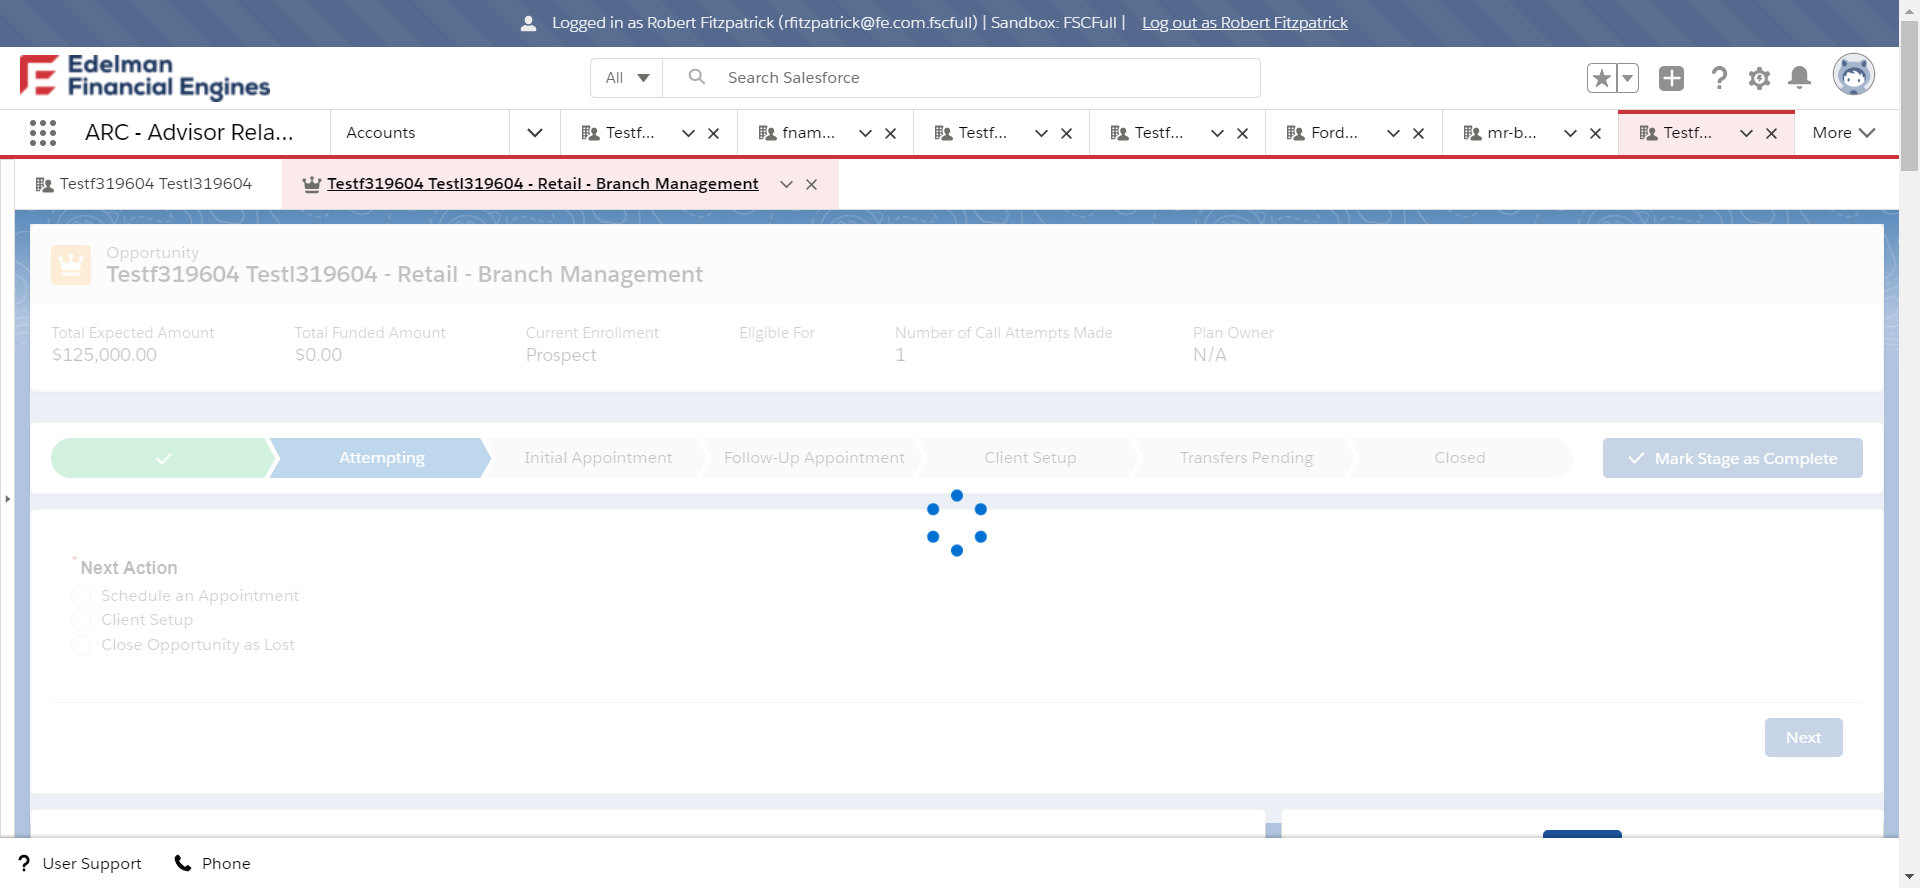 Logged in as Robert Fitzpatrick (rfitzpatrick@fe.com.fscfull) | Sandbox: FSCFull | Log out as Robert Fitzpatrick
Edelman
Financial Engines
All
Search Salesforce
ARC - Advisor Rela...
Accounts
Testf...
fnam...
Testf...
Testf...
Ford...
mr-b...
Testf...
More
Testf319604 Testl319604
Testf319604 Testl319604 - Retail - Branch Management
Opportunity
Testf319604 Testl319604 - Retail - Branch Management
Total Expected Amount
$125,000.00
Total Funded Amount
$0.00
Current Enrollment
Prospect
Eligible For
Number of Call Attempts Made
1
Plan Owner
N/A
Attempting
Initial Appointment
Follow-Up Appointment
Client Setup
Transfers Pending
Closed
Mark Stage as Complete
* Next Action
Schedule an Appointment
Client Setup
Close Opportunity as Lost
Next
User Support
Phone